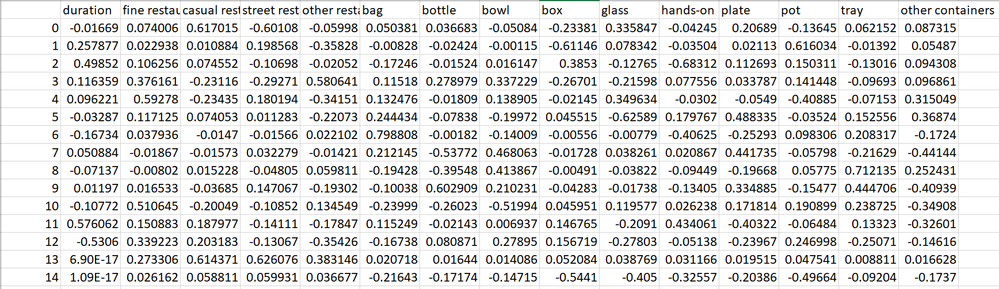 duration fine restau casual rest street rest other resta bag bottle bowl box glass hands-on plate pot tray other containers
0 -0.01669 0.074006 0.617015 -0.60108 -0.05998 0.050381 0.036683 -0.05084 -0.23381 0.335847 -0.04245 0.20689 -0.13645 0.062152 0.087315
1 0.257877 0.022938 0.010884 0.198568 -0.35828 -0.00828 -0.02424 -0.00115 -0.61146 0.078342 -0.03504 0.02113 0.616034 -0.01392 0.05487
2 0.49852 0.106256 0.074552 -0.10698 -0.02052 -0.17246 -0.01524 0.016147 0.3853 -0.12765 -0.68312 0.112693 0.150311 -0.13016 0.094308
3 0.116359 0.376161 -0.23116 -0.29271 0.580641 0.11518 0.278979 0.337229 -0.26701 -0.21598 0.077556 0.033787 0.141448 -0.09693 0.096861
4 0.096221 0.59278 -0.23435 0.180194 -0.34151 0.132476 -0.01809 0.138905 -0.02145 0.349634 -0.0302 -0.0549 -0.40885 -0.07153 0.315049
5 -0.03287 0.117125 0.074053 0.011283 -0.22073 0.244434 -0.07838 -0.19972 0.045515 -0.62589 0.179767 0.488335 -0.03524 0.152556 0.36874
6 -0.16734 0.037936 -0.0147 -0.01566 0.022102 0.798808 -0.00182 -0.14009 -0.00556 -0.00779 -0.40625 -0.25293 0.098306 0.208317 -0.1724
7 0.050884 -0.01867 -0.01573 0.032279 -0.01421 0.212145 -0.53772 0.468063 -0.01728 0.038261 0.020867 0.441735 -0.05798 -0.21629 -0.44144
8 -0.07137 -0.00802 0.015228 -0.04805 0.059811 -0.19428 -0.39548 0.413867 -0.00491 -0.03822 -0.09449 -0.19668 0.05775 0.712135 0.252431
9 0.01197 0.016533 -0.03685 0.147067 -0.19302 -0.10038 0.602909 0.210231 -0.04283 -0.01738 -0.13405 0.334885 -0.15477 0.444706 -0.40939
10 -0.10772 0.510645 -0.20049 -0.10852 0.134549 -0.23999 -0.26023 -0.51994 0.045951 0.119577 0.026238 0.171814 0.190899 0.238725 -0.34908
11 0.576062 0.150883 0.187977 -0.14111 -0.17847 0.115249 -0.02143 0.006937 0.146765 -0.2091 0.434061 -0.40322 -0.06484 0.13323 -0.32601
12 -0.5306 0.339223 0.203183 -0.13067 -0.35426 -0.16738 0.080871 0.27895 0.156719 -0.27803 -0.05138 -0.23967 0.246998 -0.25071 -0.14616
13 6.90E-17 0.273306 0.614371 0.626076 0.383146 0.020718 0.01644 0.014086 0.052084 0.038769 0.031166 0.019515 0.047541 0.008811 0.016628
14 1.09E-17 0.026162 0.058811 0.059931 0.036677 -0.21643 -0.17174 -0.14715 -0.5441 -0.405 -0.32557 -0.20386 -0.49664 -0.09204 -0.1737